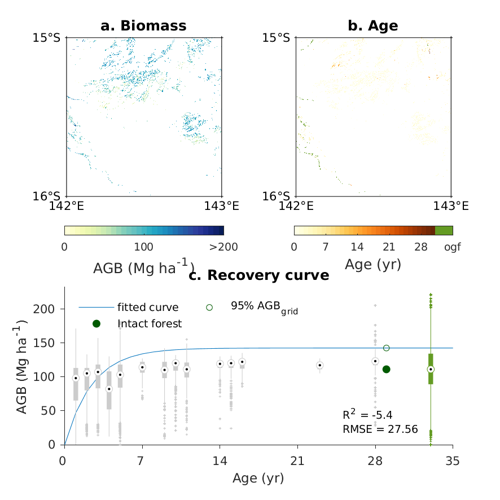 a. Biomass
b. Age
15°S
16°S
142°E
143°E
15°S
16°S
142°E
143°E
0
100
>200
AGB (Mg ha⁻¹)
0
7
14
21
28
ogf
Age (yr)
c. Recovery curve
AGB (Mg ha⁻¹)
200
150
100
50
0
fitted curve
Intact forest
95% AGB_grid
R² = -5.4
RMSE = 27.56
0
7
14
21
28
35
Age (yr)